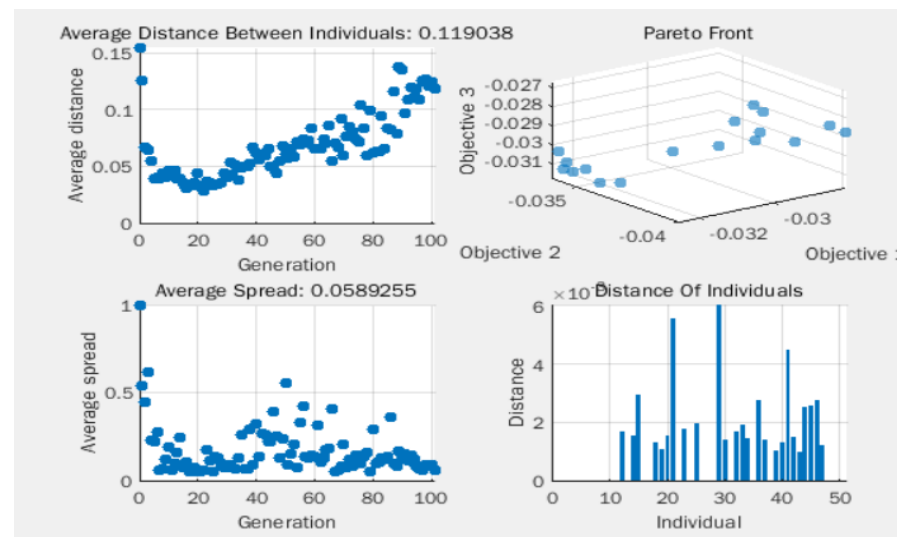 Average Distance Between Individuals: 0.119038
0.15
0.1
0.05
0
Average distance
0 20 40 60 80 100
Generation
Pareto Front
-0.027
-0.028
-0.029
-0.03
-0.031
Objective 3
-0.035
-0.04
-0.032
-0.03
Objective 2
Objective
Average Spread: 0.0589255
1
0.5
0
Average spread
0 20 40 60 80 100
Generation
Distance Of Individuals
6
4
2
0
Distance
0 10 20 30 40 50
Individual